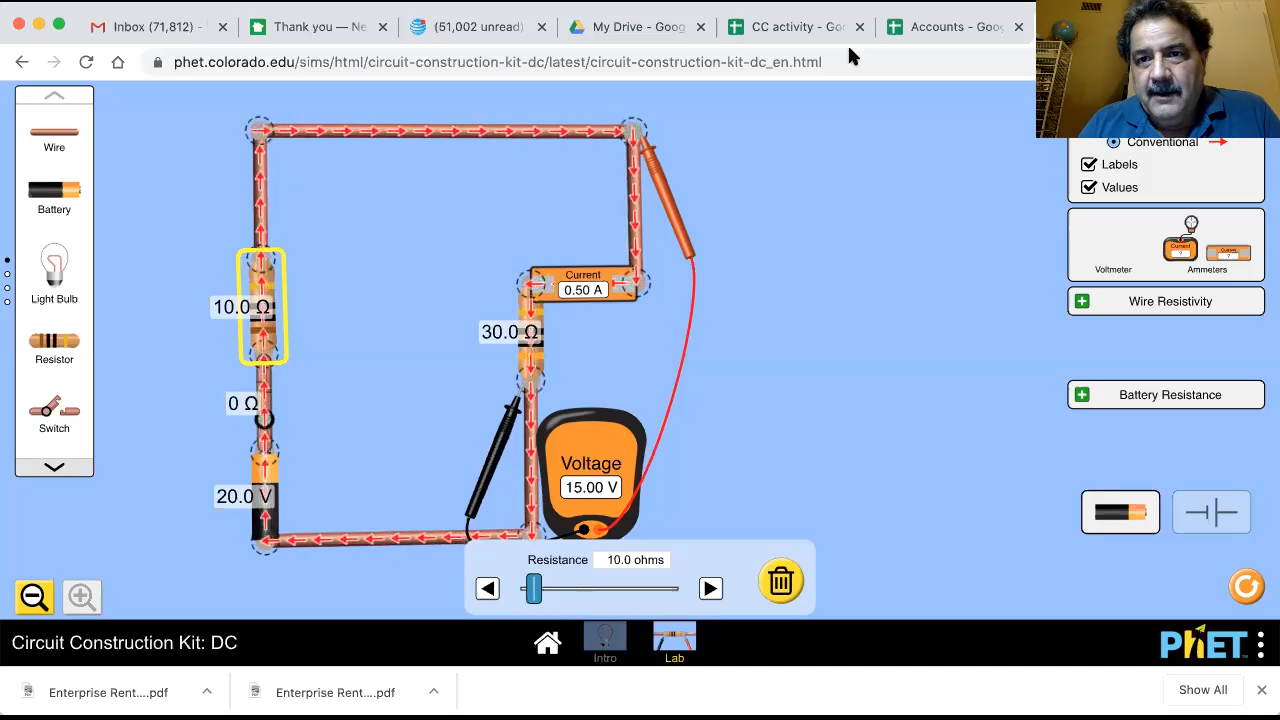 Inbox (71,812) -
Thank you — Ne
(51,002 unread)
My Drive - Goog
CC activity - Goo
Accounts - Goog
phet.colorado.edu/sims/html/circuit-construction-kit-dc/latest/circuit-construction-kit-dc_en.html
Wire
Battery
Light Bulb
Resistor
Switch
10.0 Ω
0 Ω
20.0 V
Current
0.50 A
30.0 Ω
Voltage
15.00 V
Conventional
Labels
Values
Current
?
Current
?
Voltmeter
Ammeters
Wire Resistivity
Battery Resistance
Resistance 10.0 ohms
Circuit Construction Kit: DC
Intro
Lab
PhET
Enterprise Rent....pdf
Enterprise Rent....pdf
Show All